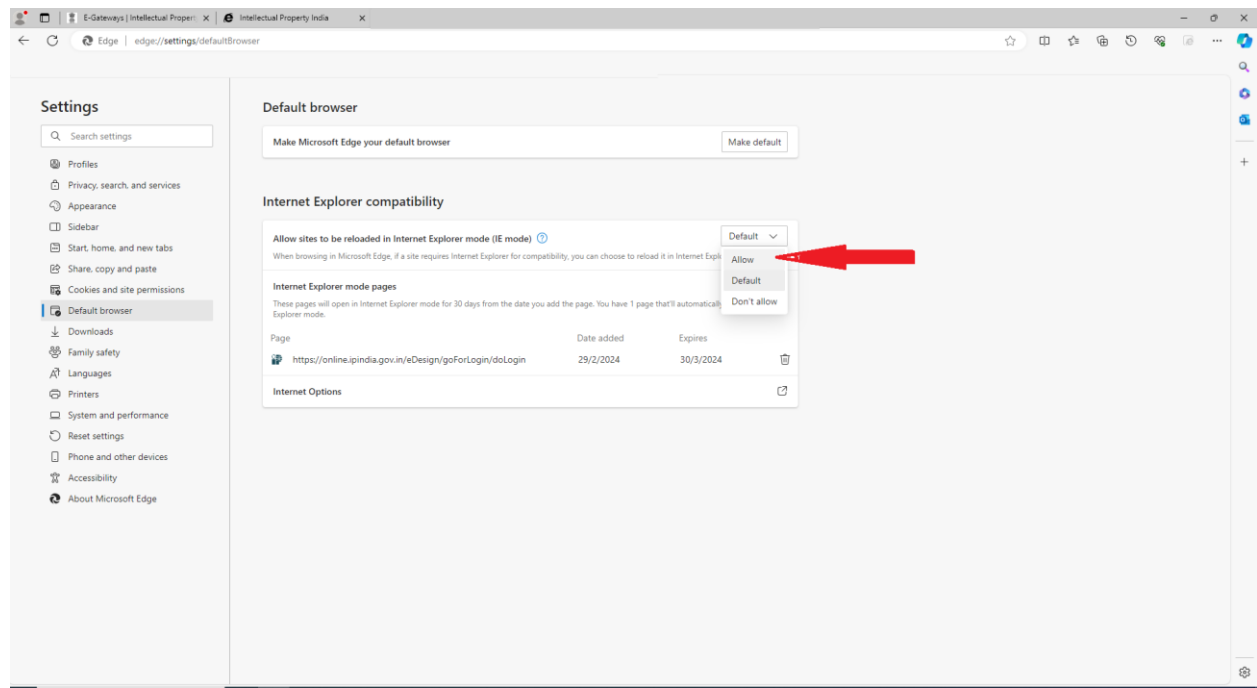 E-Gateways | Intellectual Propert
Intellectual Property India
Edge | edge://settings/defaultBrowser
Settings
Search settings
Profiles
Privacy, search, and services
Appearance
Sidebar
Start, home, and new tabs
Share, copy and paste
Cookies and site permissions
Default browser
Downloads
Family safety
Languages
Printers
System and performance
Reset settings
Phone and other devices
Accessibility
About Microsoft Edge
Default browser
Make Microsoft Edge your default browser
Make default
Internet Explorer compatibility
Allow sites to be reloaded in Internet Explorer mode (IE mode)
Default
When browsing in Microsoft Edge, if a site requires Internet Explorer for compatibility, you can choose to reload it in Internet Expl
Allow
Default
Don't allow
Internet Explorer mode pages
These pages will open in Internet Explorer mode for 30 days from the date you add the page. You have 1 page that'll automatically
Explorer mode.
Page Date added Expires
https://online.ipindia.gov.in/eDesign/goForLogin/doLogin 29/2/2024 30/3/2024
Internet Options